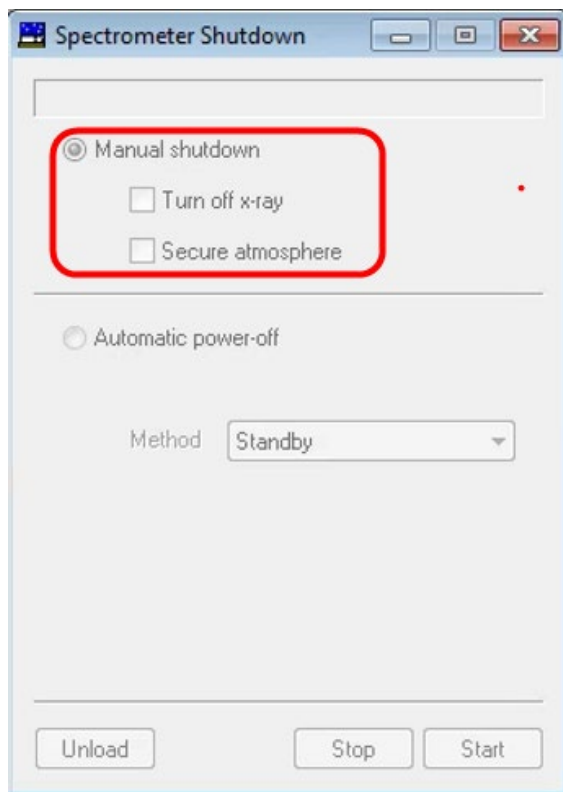 Spectrometer Shutdown
Manual shutdown
Turn off x-ray
Secure atmosphere
Automatic power-off
Method Standby
Unload Stop Start